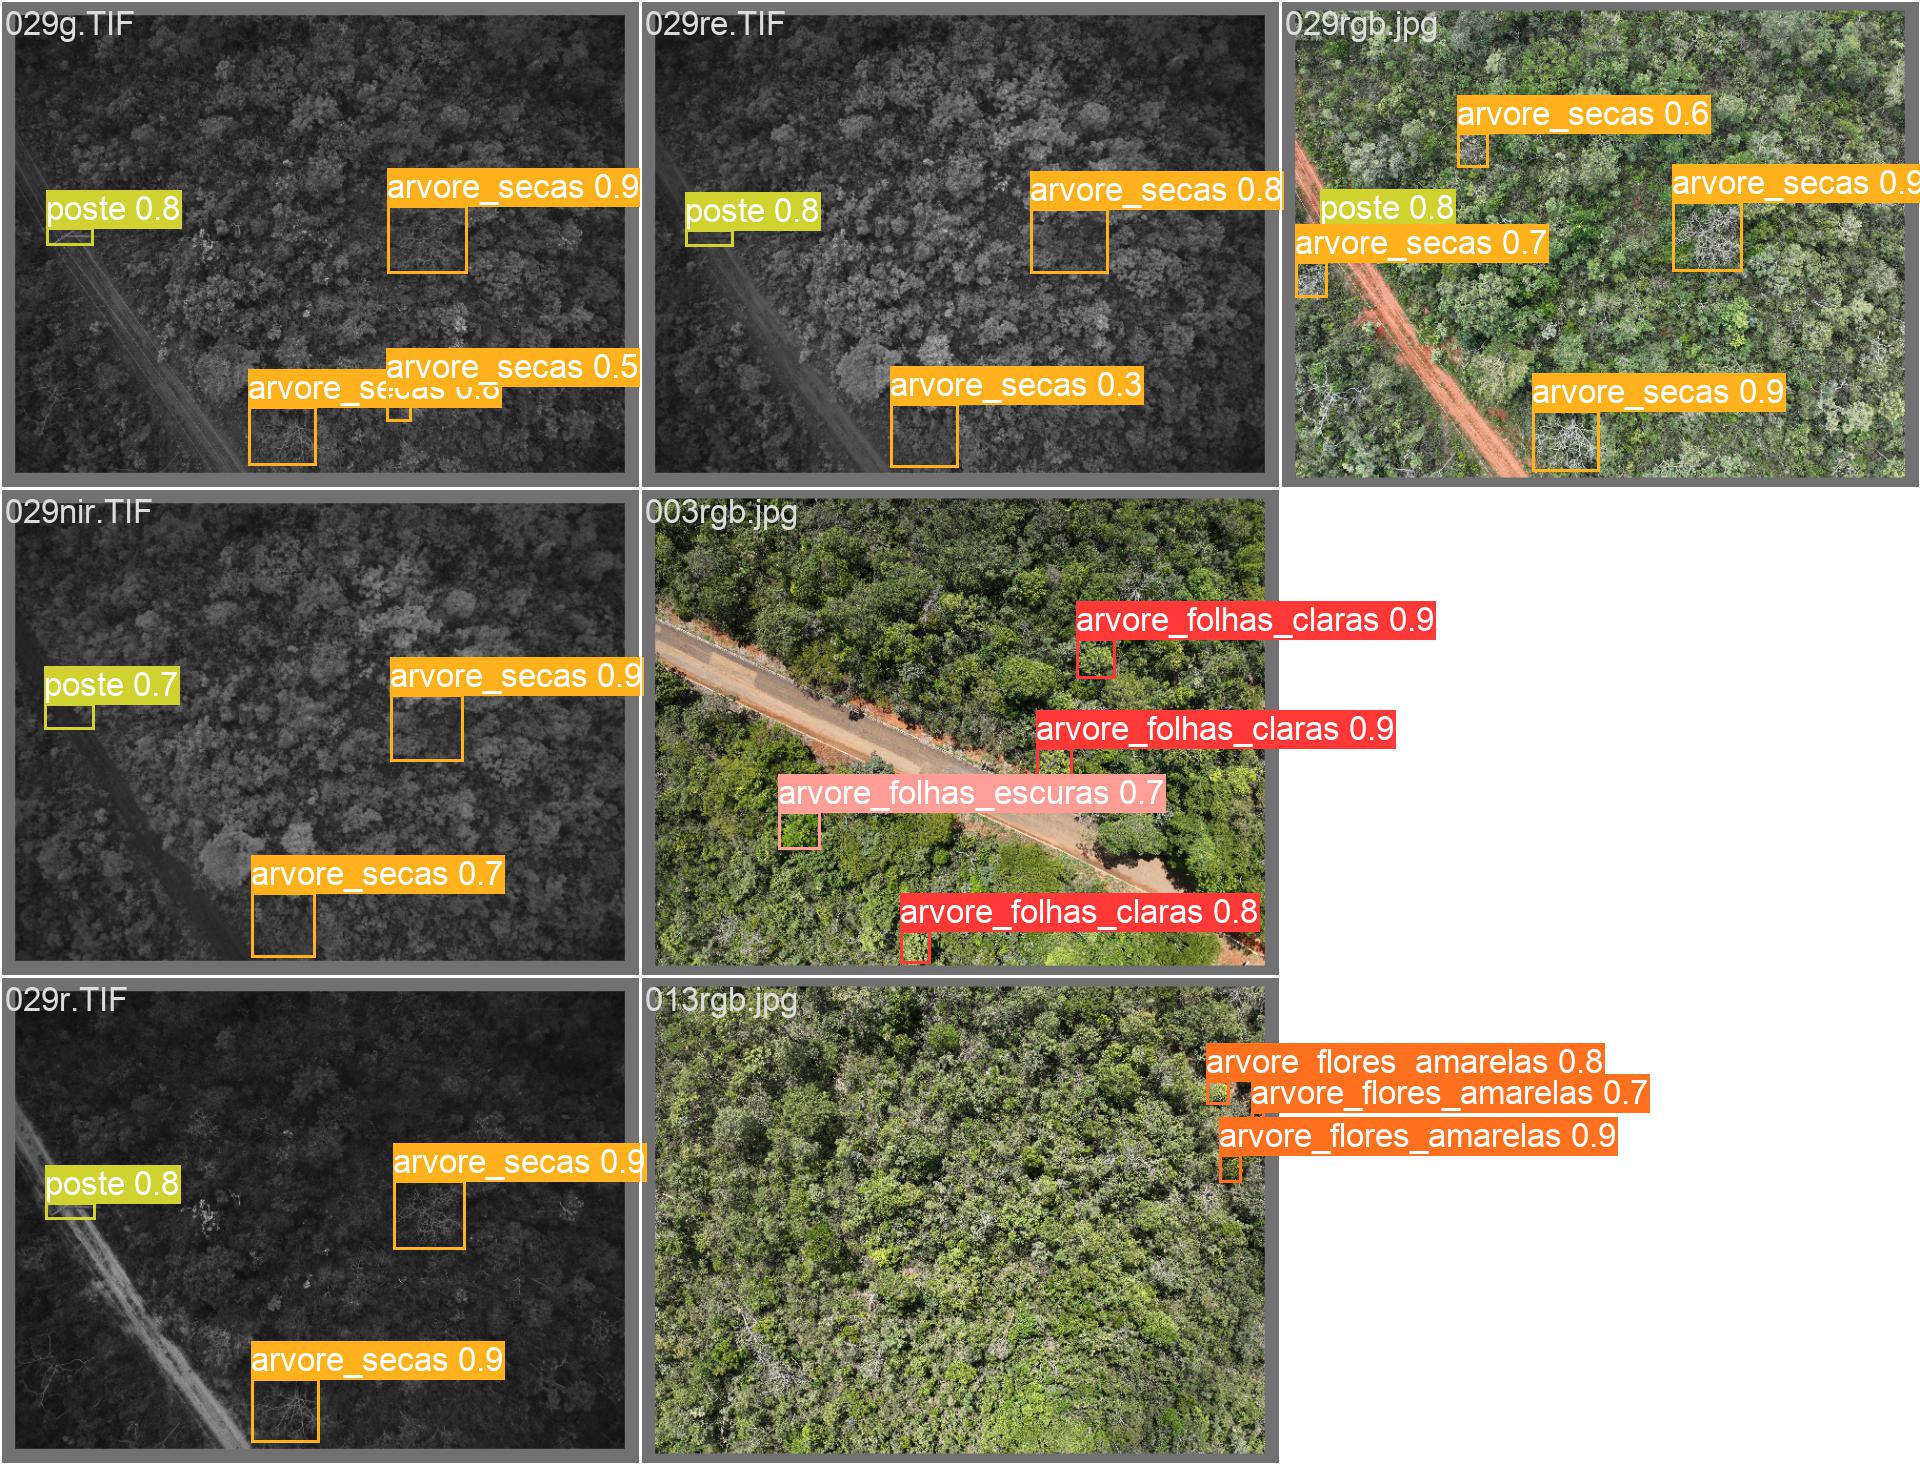 029g.TIF
poste 0.8
arvore_secas 0.9
arvore_secas 0.5
arvore_secas 0.8
029re.TIF
poste 0.8
arvore_secas 0.8
arvore_secas 0.3
029rgb.jpg
arvore_secas 0.6
arvore_secas 0.9
poste 0.8
arvore_secas 0.7
arvore_secas 0.9
029nir.TIF
poste 0.7
arvore_secas 0.9
arvore_secas 0.7
003rgb.jpg
arvore_folhas_claras 0.9
arvore_folhas_claras 0.9
arvore_folhas_escuras 0.7
arvore_folhas_claras 0.8
029r.TIF
poste 0.8
arvore_secas 0.9
arvore_secas 0.9
013rgb.jpg
arvore_flores_amarelas 0.8
arvore_flores_amarelas 0.7
arvore_flores_amarelas 0.9